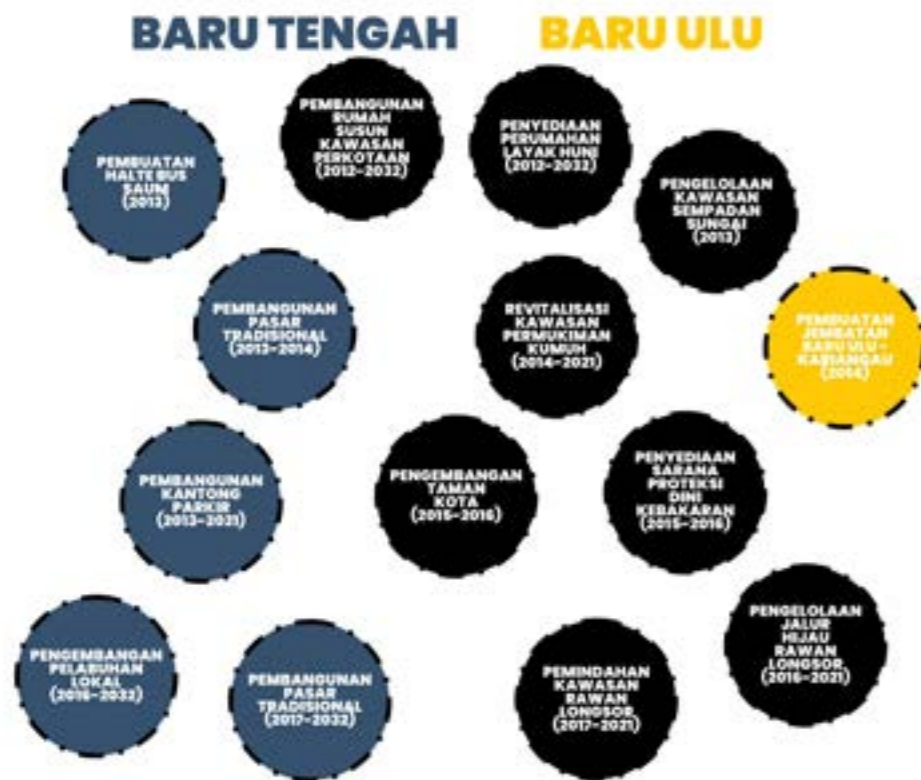 BARU TENGAH
BARU ULU
PEMBUATAN
HALTE BUS
SAUM
(2013)
PEMBANGUNAN
RUMAH
SUSUN
KAWASAN
PERKOTAAN
(2012-2032)
PENYEDIAAN
PERUMAHAN
LAYAK HUNI
(2012-2032)
PENGELOLAAN
KAWASAN
SEMPADAN
SUNGAI
(2013)
PEMBANGUNAN
PASAR
TRADISIONAL
(2013-2014)
REVITALISASI
KAWASAN
PERMUKIMAN
KUMUH
(2014-2021)
PEMBUATAN
JEMBATAN
BARU ULU -
KARIANGAU
PEMBANGUNAN
KANTONG
PARKIR
(2013-2021)
PENGEMBANGAN
TAMAN
KOTA
(2015-2016)
PENYEDIAAN
SARANA
PROTEKSI
DINI
KEBAKARAN
(2015-2016)
PENGEMBANGAN
PELABUHAN
LOKAL
(2016-2032)
PEMBANGUNAN
PASAR
TRADISIONAL
(2017-2032)
PEMINDAHAN
KAWASAN
RAWAN
LONGSOR
(2017-2021)
PENGELOLAAN
JALUR
HIJAU
RAWAN
LONGSOR
(2016-2021)